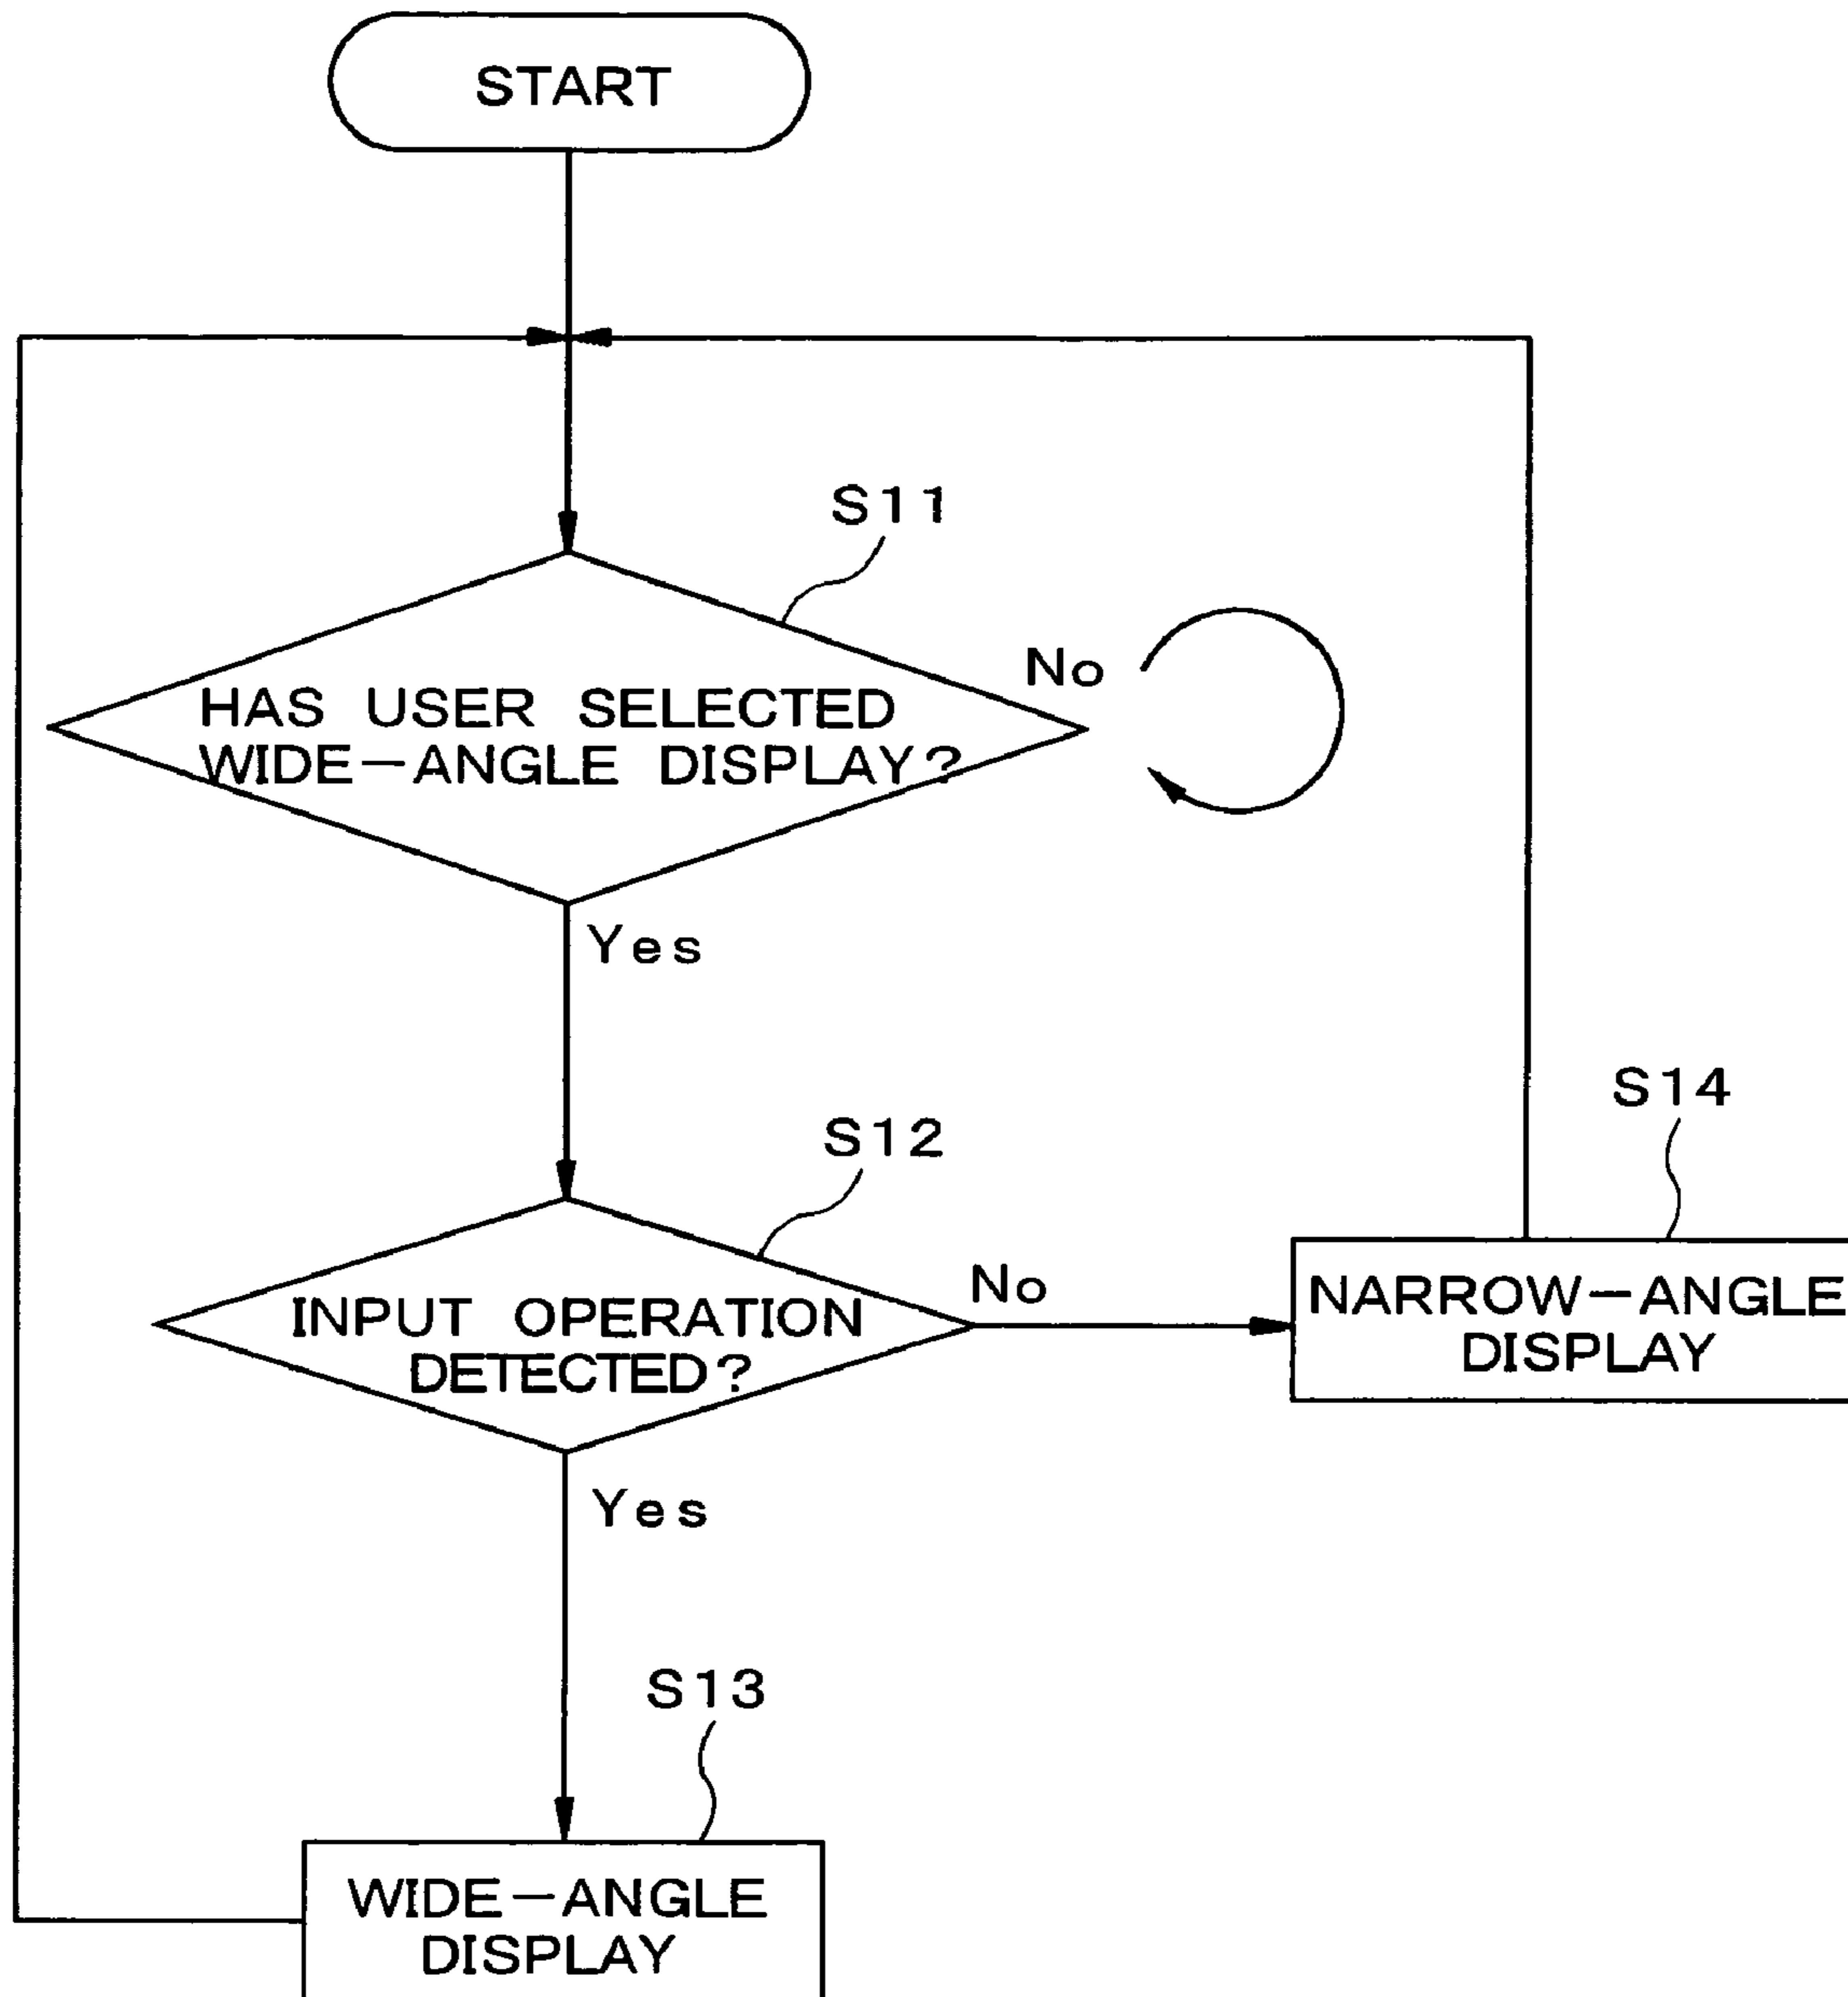 START
S11
No
HAS USER SELECTED
WIDE-ANGLE DISPLAY?
Yes
S14
S12
No
NARROW-ANGLE
DISPLAY
INPUT OPERATION
DETECTED?
Yes
S13
WIDE-ANGLE
DISPLAY